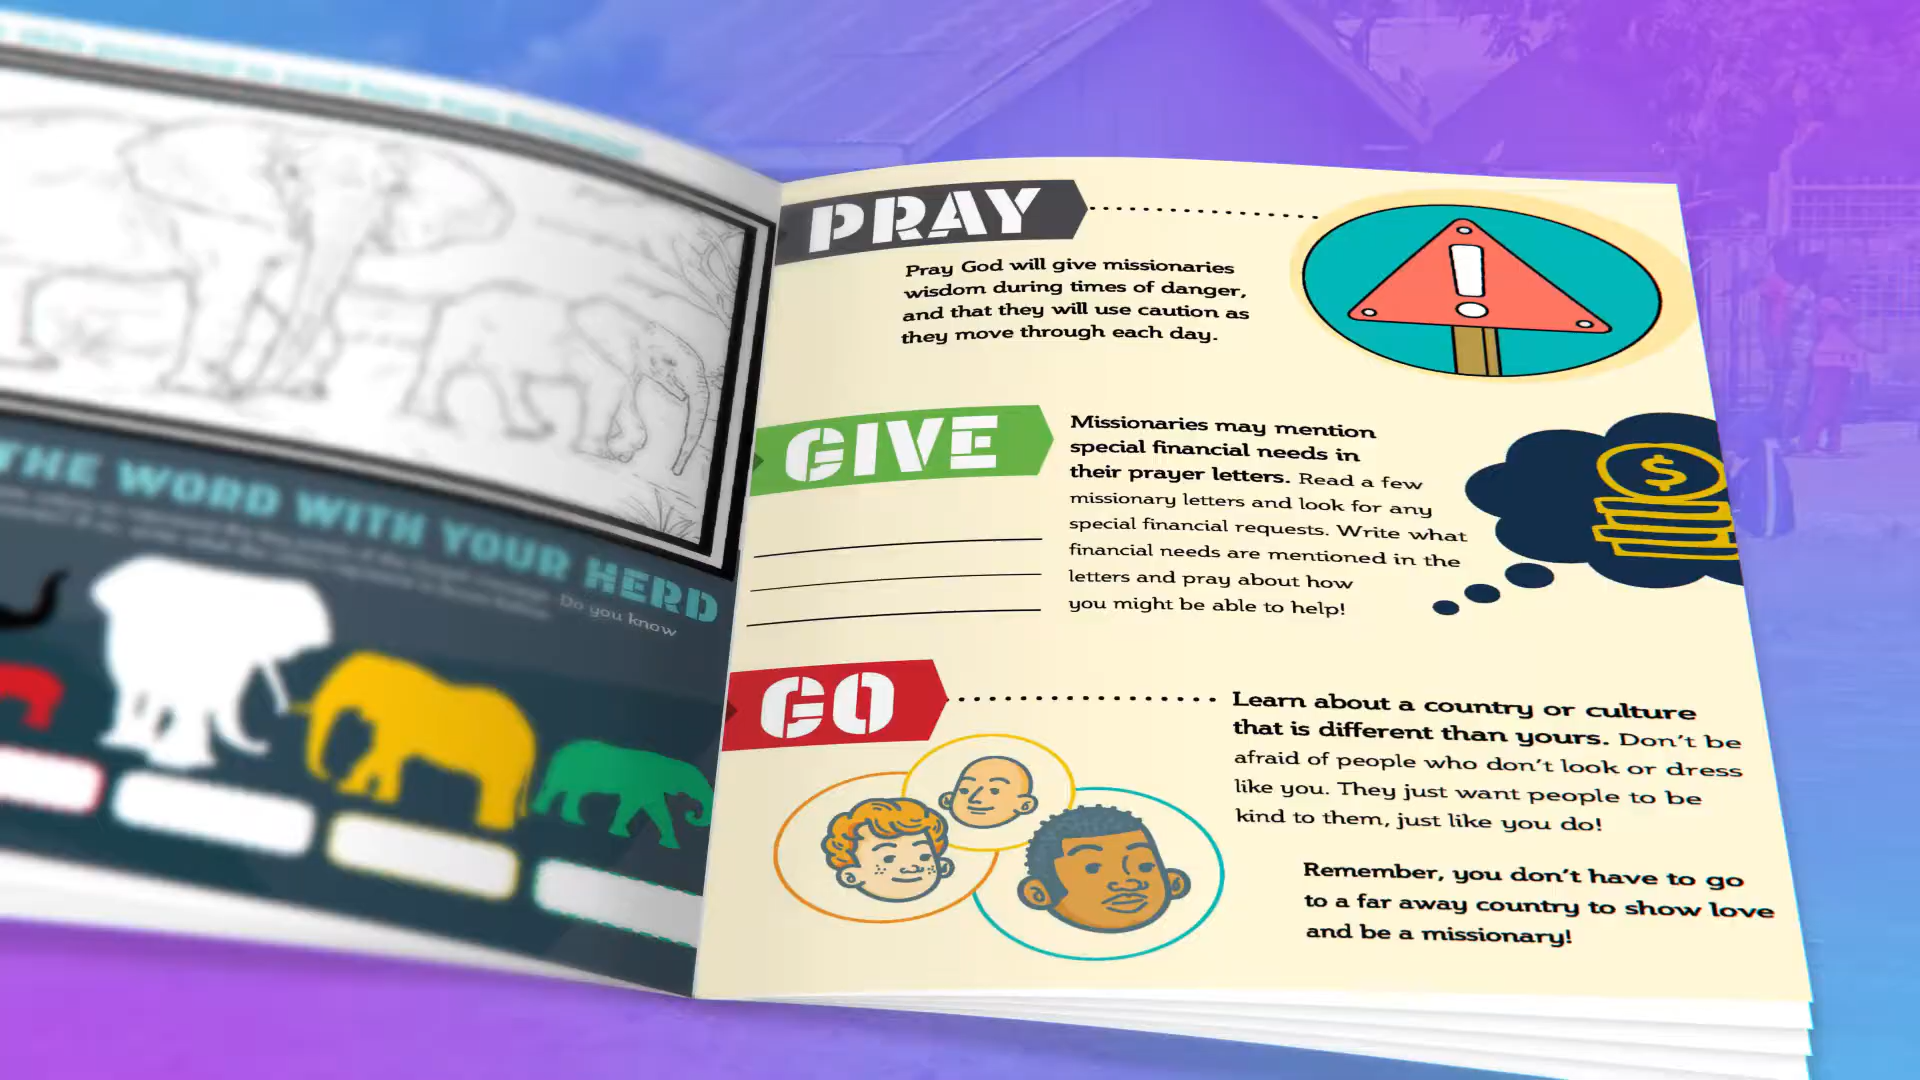 THE WORD WITH YOUR HERD
Do you know
PRAY
Pray God will give missionaries
wisdom during times of danger,
and that they will use caution as
they move through each day.
GIVE
Missionaries may mention
special financial needs in
their prayer letters. Read a few
missionary letters and look for any
special financial requests. Write what
financial needs are mentioned in the
letters and pray about how
you might be able to help!
$
GO
Learn about a country or culture
that is different than yours. Don't be
afraid of people who don't look or dress
like you. They just want people to be
kind to them, just like you do!
Remember, you don't have to go
to a far away country to show love
and be a missionary!